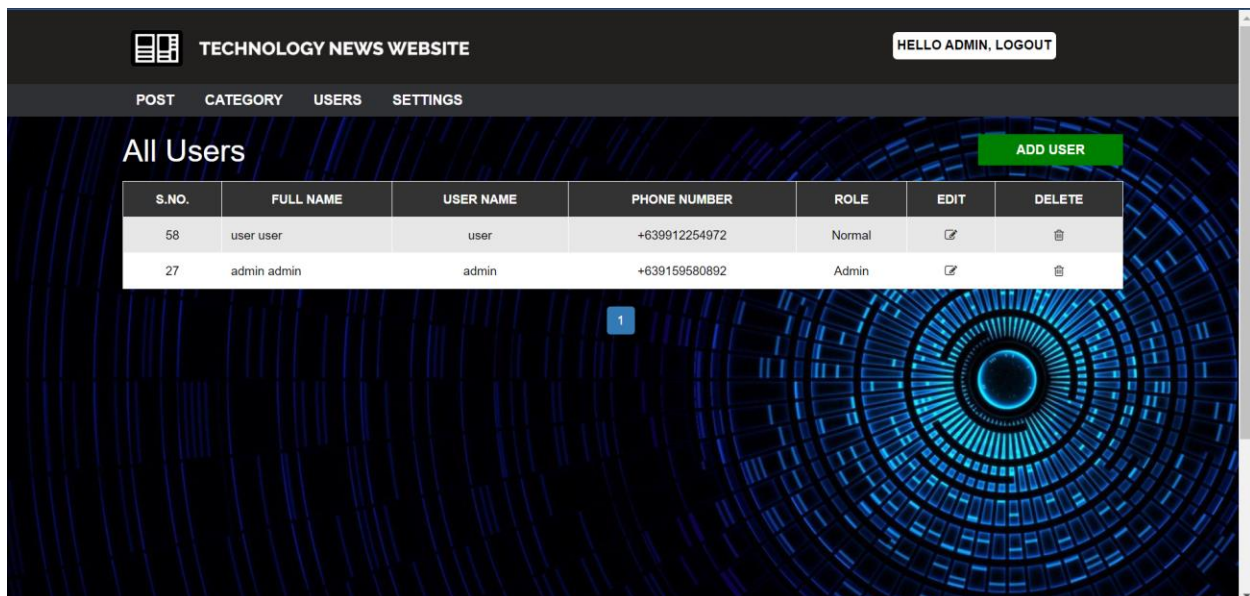 TECHNOLOGY NEWS WEBSITE HELLO ADMIN, LOGOUT
POST CATEGORY USERS SETTINGS
All Users ADD USER
S.NO. FULL NAME USER NAME PHONE NUMBER ROLE EDIT DELETE
58 user user user +639912254972 Normal
27 admin admin admin +639159580892 Admin
1